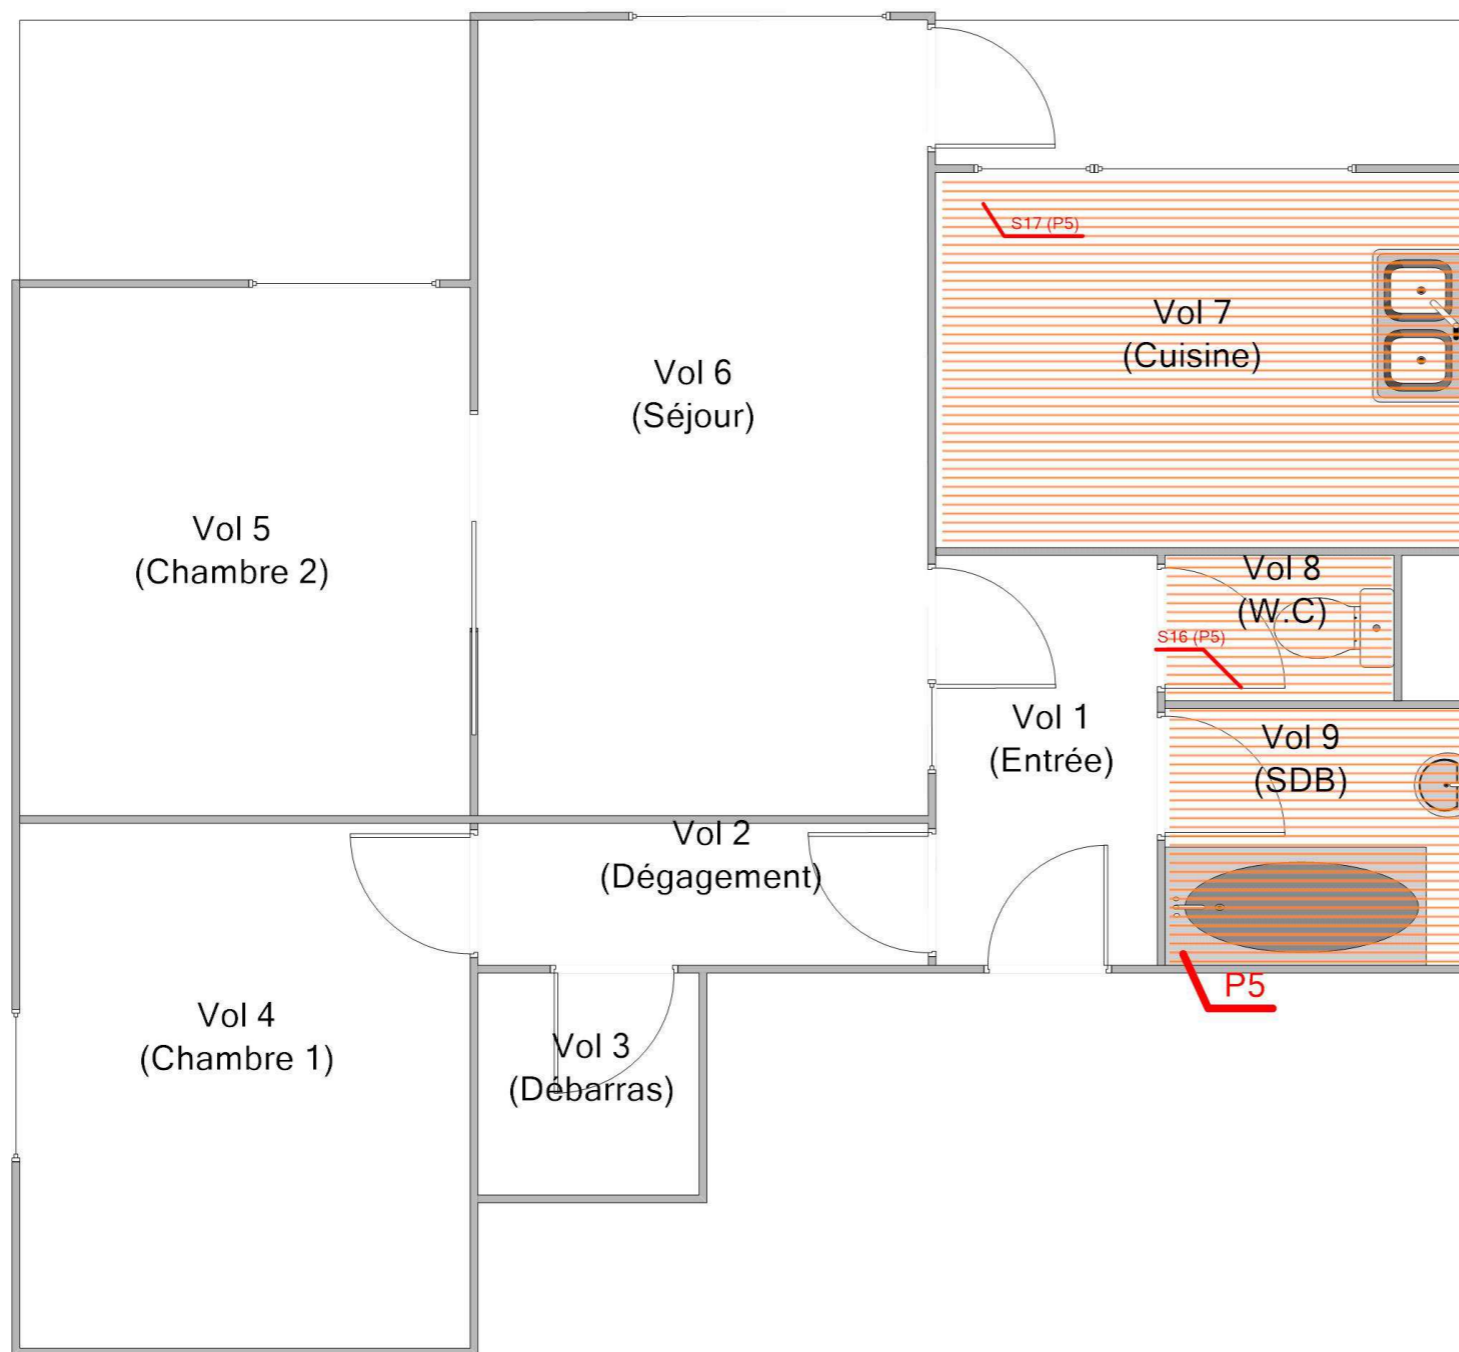 S17 (P5)
Vol 7
(Cuisine)
Vol 6
(Séjour)
Vol 5
(Chambre 2)
Vol 8
(W.C)
S16 (P5)
Vol 1
(Entrée)
Vol 9
(SDB)
Vol 2
(Dégagement)
P5
Vol 4
(Chambre 1)
Vol 3
(Débarras)